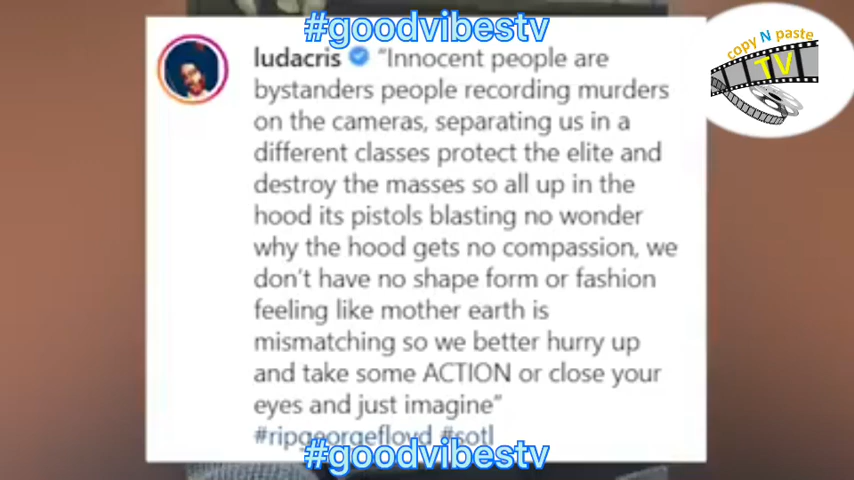 #goodvibestv
copy N paste
TV
ludacris "Innocent people are
bystanders people recording murders
on the cameras, separating us in a
different classes protect the elite and
destroy the masses so all up in the
hood its pistols blasting no wonder
why the hood gets no compassion, we
don't have no shape form or fashion
feeling like mother earth is
mismatching so we better hurry up
and take some ACTION or close your
eyes and just imagine"
#ripgeorgefloyd #sotl
#goodvibestv